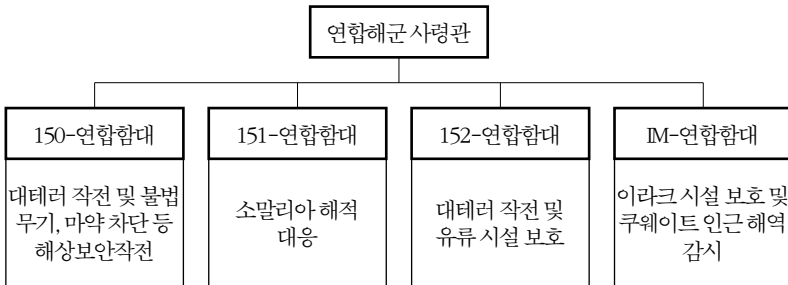 연합해군 사령관
150-연합함대
151-연합함대
152-연합함대
IM-연합함대
대테러 작전 및 불법
무기, 마약 차단 등
해상보안작전
소말리아 해적
대응
대테러 작전 및
유류 시설 보호
이라크 시설 보호 및
쿠웨이트 인근 해역
감시